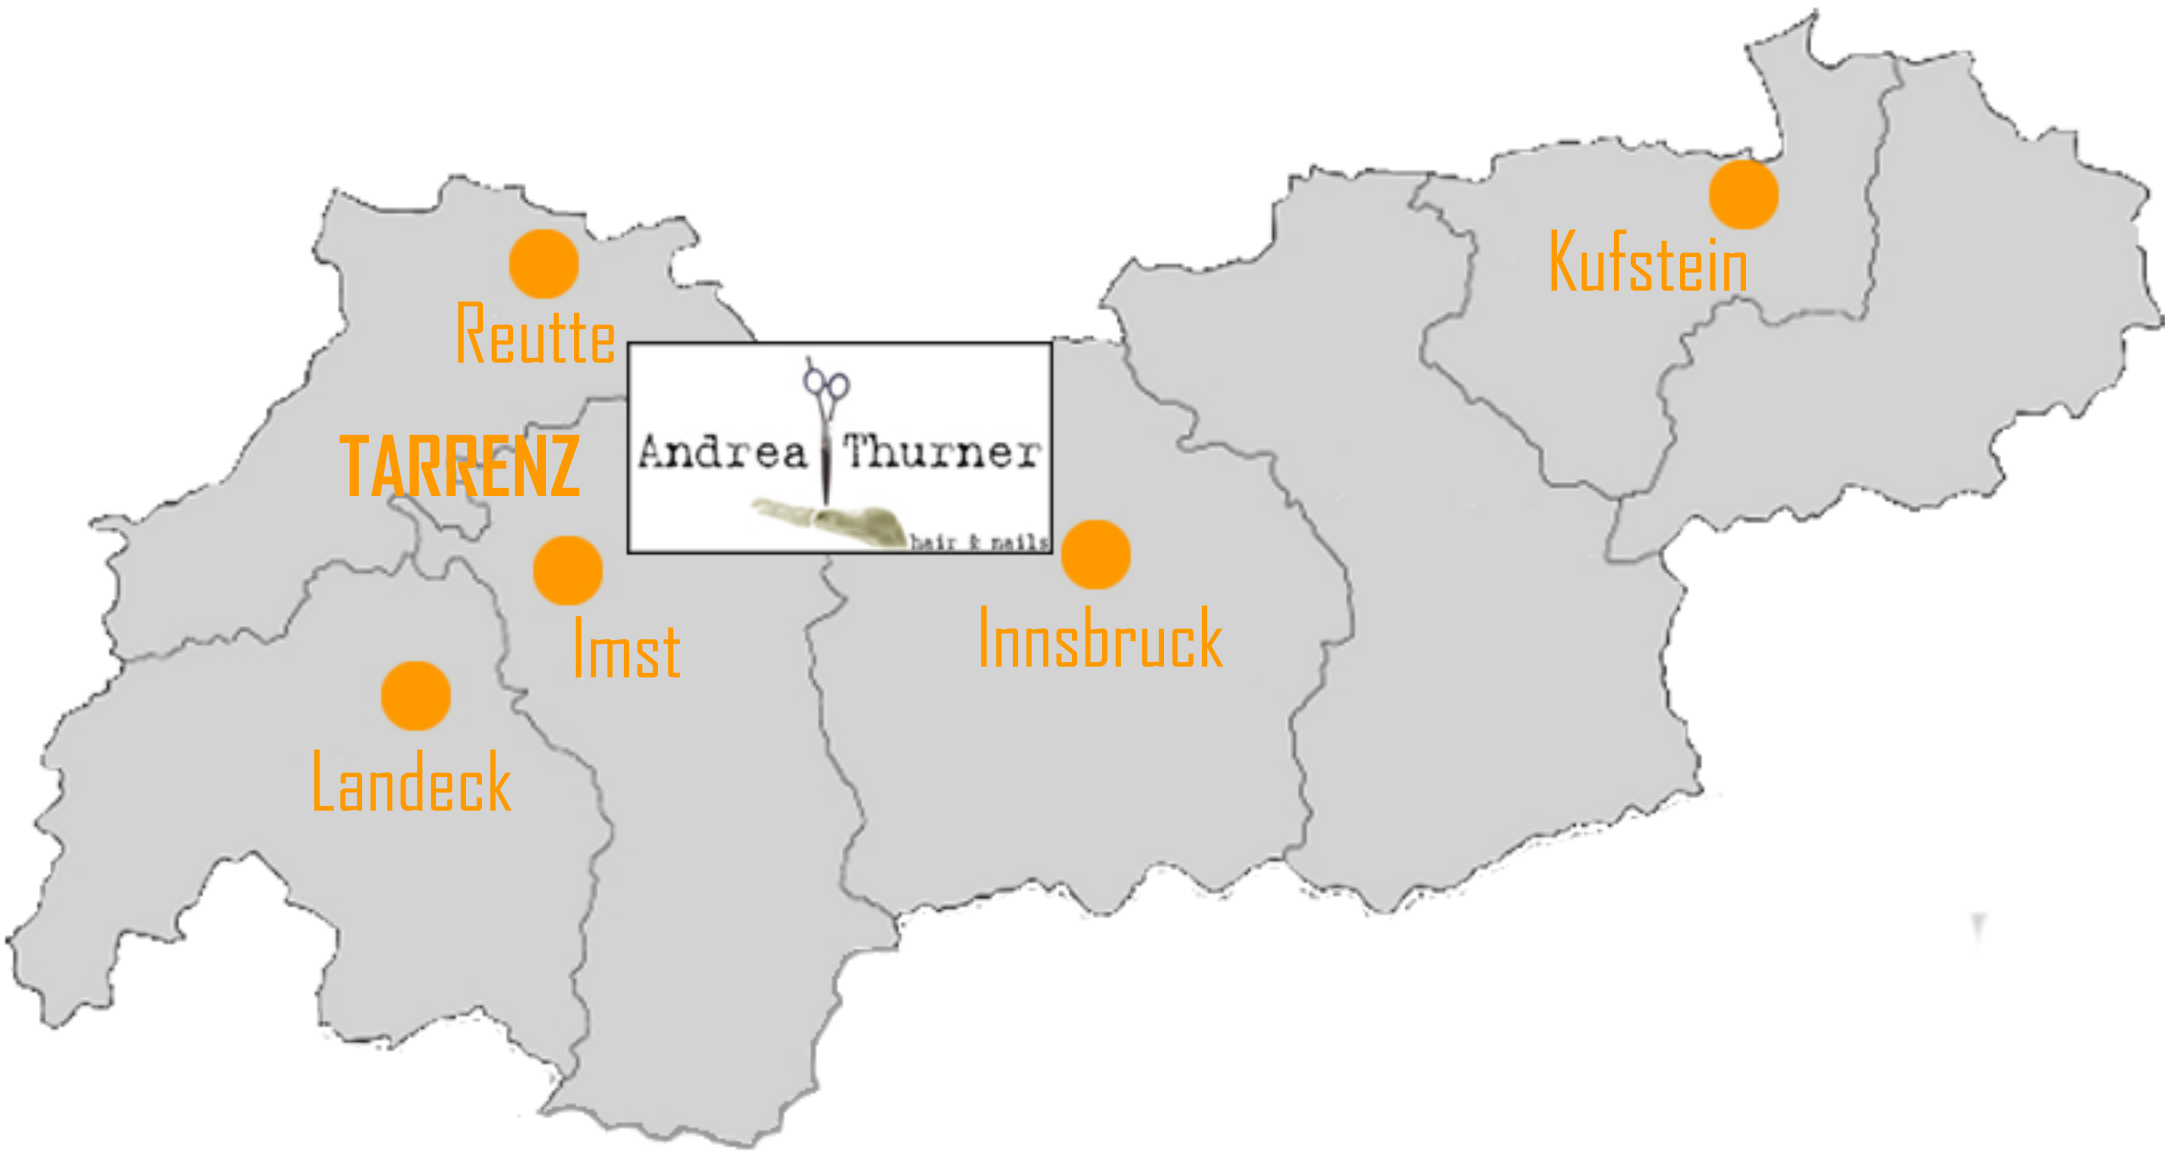 Kufstein
Reutte
TARRENZ
Andrea Thurner
hair & nails
Imst
Innsbruck
Landeck